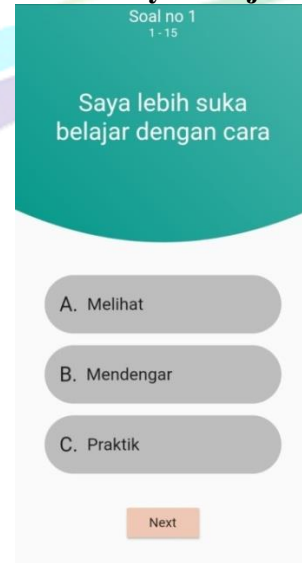 Soal no 1
1 - 15
Saya lebih suka
belajar dengan cara
A. Melihat
B. Mendengar
C. Praktik
Next